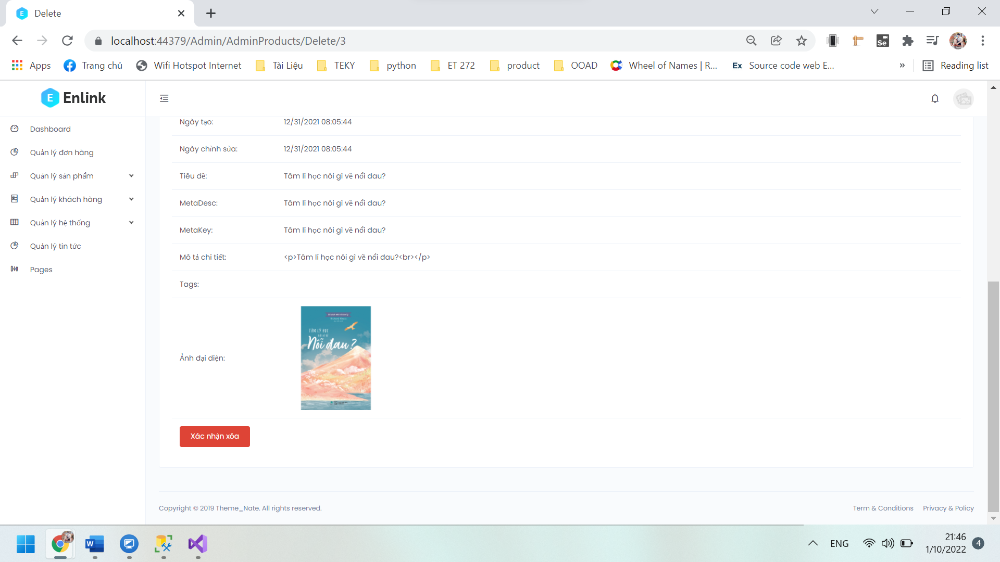 Delete
localhost:44379/Admin/AdminProducts/Delete/3
Apps
Trang chủ
Wifi Hotspot Internet
Tài Liệu
TEKY
python
ET 272
product
OOAD
Wheel of Names | R...
Ex Source code web E...
»
Reading list
E Enlink
Dashboard
Quản lý đơn hàng
Quản lý sản phẩm
Quản lý khách hàng
Quản lý hệ thống
Quản lý tin tức
Pages
Ngày tạo: 12/31/2021 08:05:44
Ngày chỉnh sửa: 12/31/2021 08:05:44
Tiêu đề: Tâm lí học nói gì về nổi đau?
MetaDesc: Tâm lí học nói gì về nổi đau?
MetaKey: Tâm lí học nói gì về nổi đau?
Mô tả chi tiết: <p>Tâm lí học nói gì về nổi đau?<br></p>
Tags:
Ảnh đại diện:
TÂM LÝ HỌC
Nỗi đau?
Xác nhận xóa
Copyright © 2019 Theme_Nate. All rights reserved.
Term & Conditions Privacy & Policy
ENG
21:46
1/10/2022
4